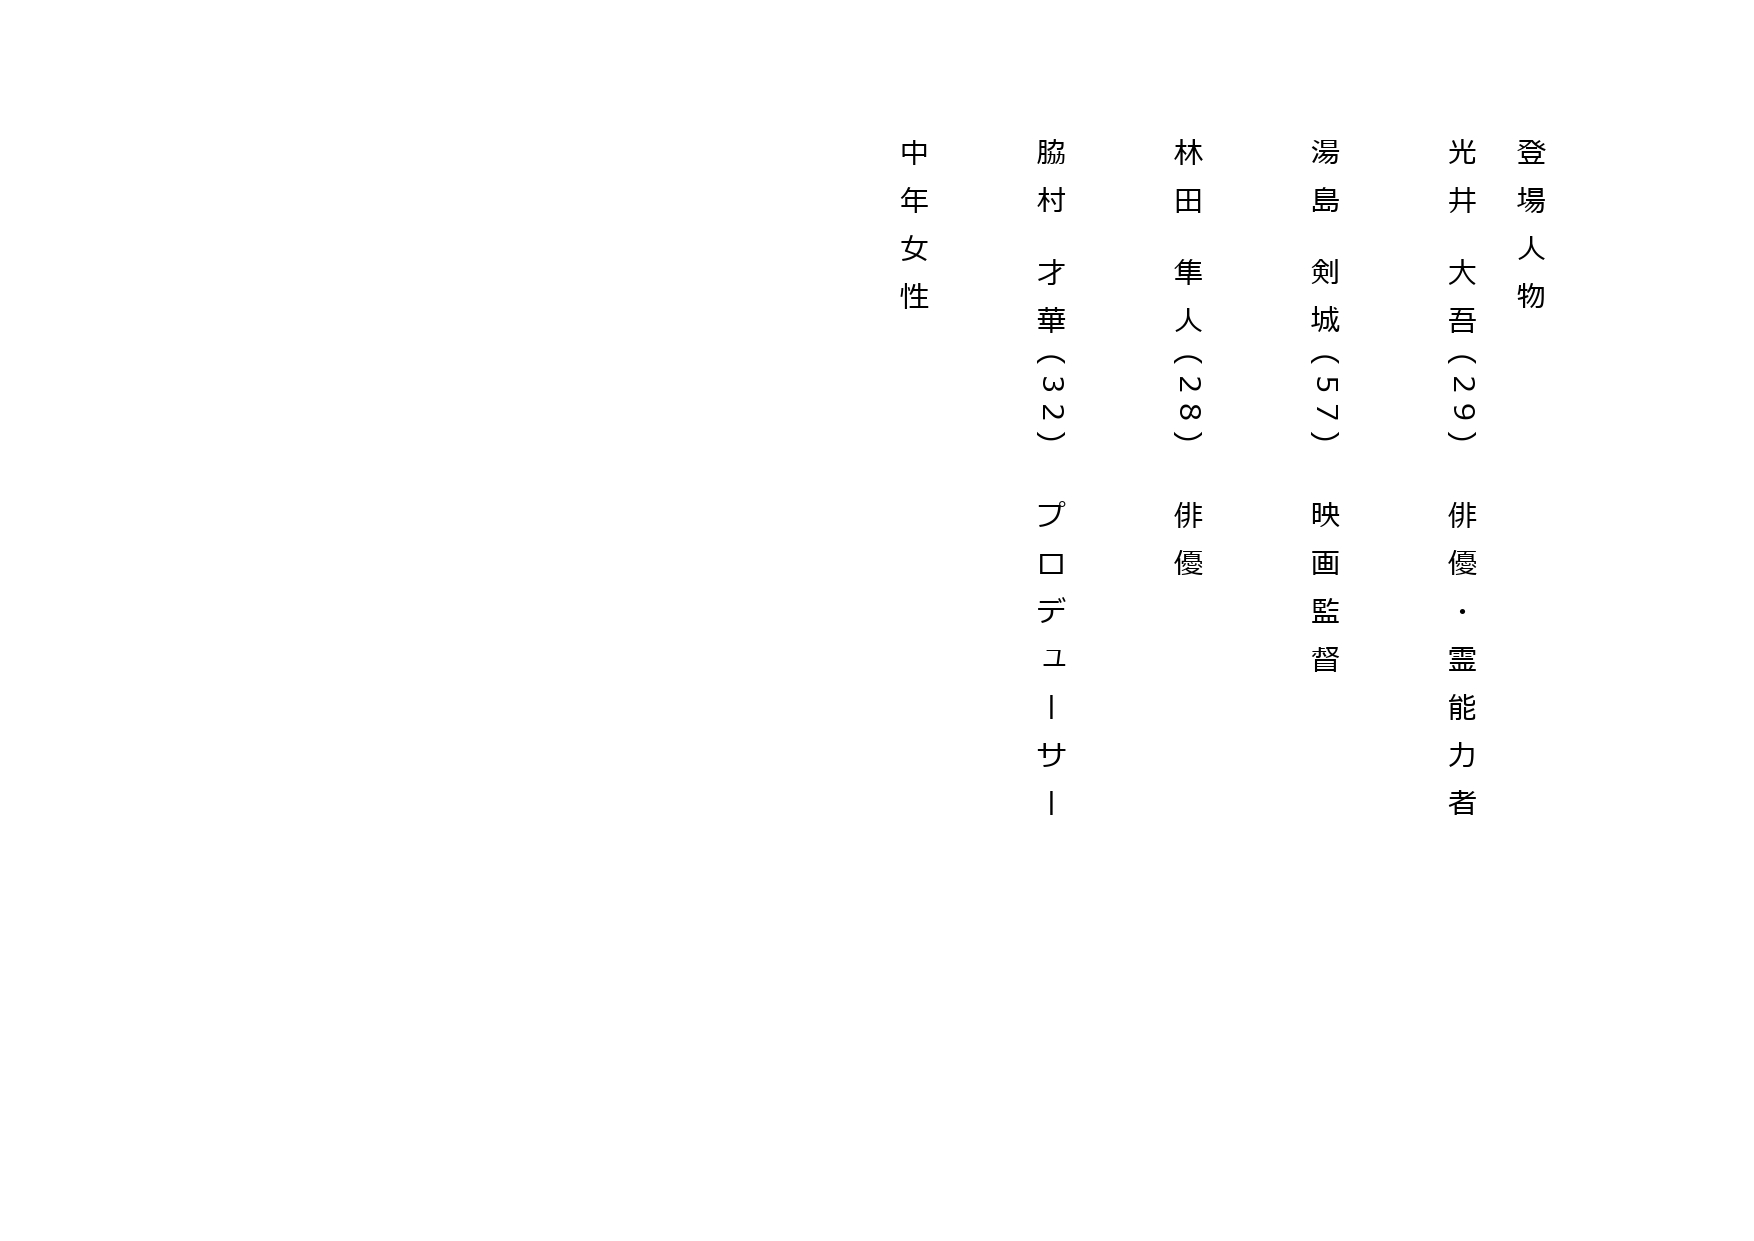 登場人物
光井 大吾(29) 俳優・霊能力者
湯島 剣城(57) 映画監督
林田 隼人(28) 俳優
脇村 才華(32) プロデューサー
中年女性